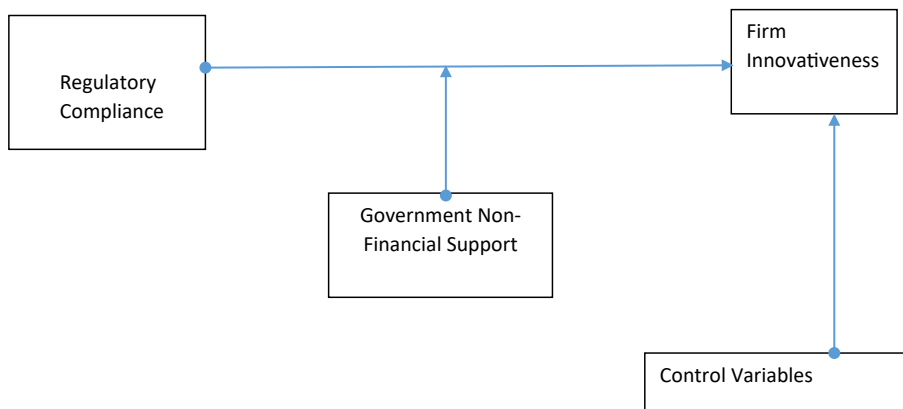 Regulatory
Compliance
Firm
Innovativeness
Government Non-
Financial Support
Control Variables